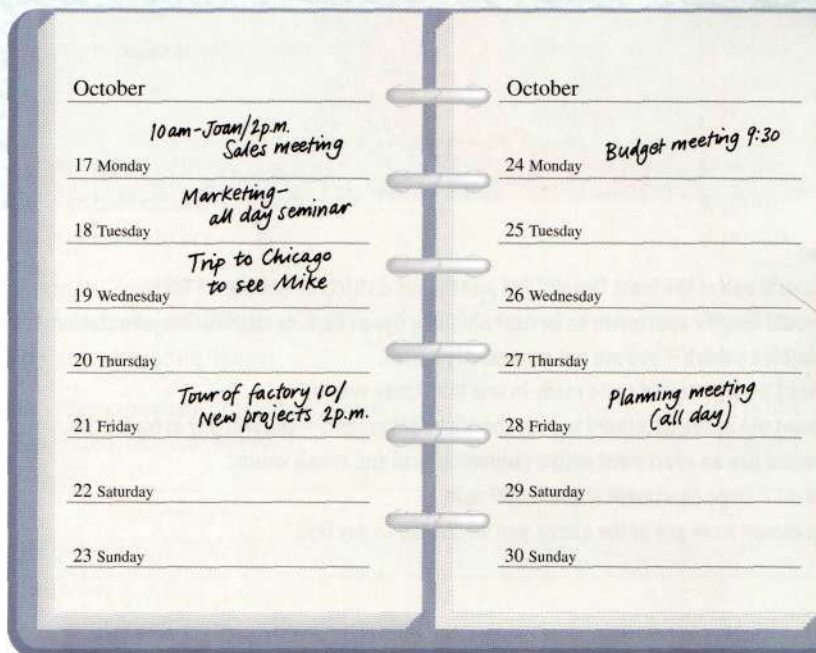 October
10am-Joan/2p.m.
Sales meeting
17 Monday
Marketing-
all day seminar
18 Tuesday
Trip to Chicago
to see Mike
19 Wednesday
20 Thursday
Tour of factory 10/
New projects 2p.m.
21 Friday
22 Saturday
23 Sunday
October
Budget meeting 9:30
24 Monday
25 Tuesday
26 Wednesday
27 Thursday
Planning meeting
(all day)
28 Friday
29 Saturday
30 Sunday